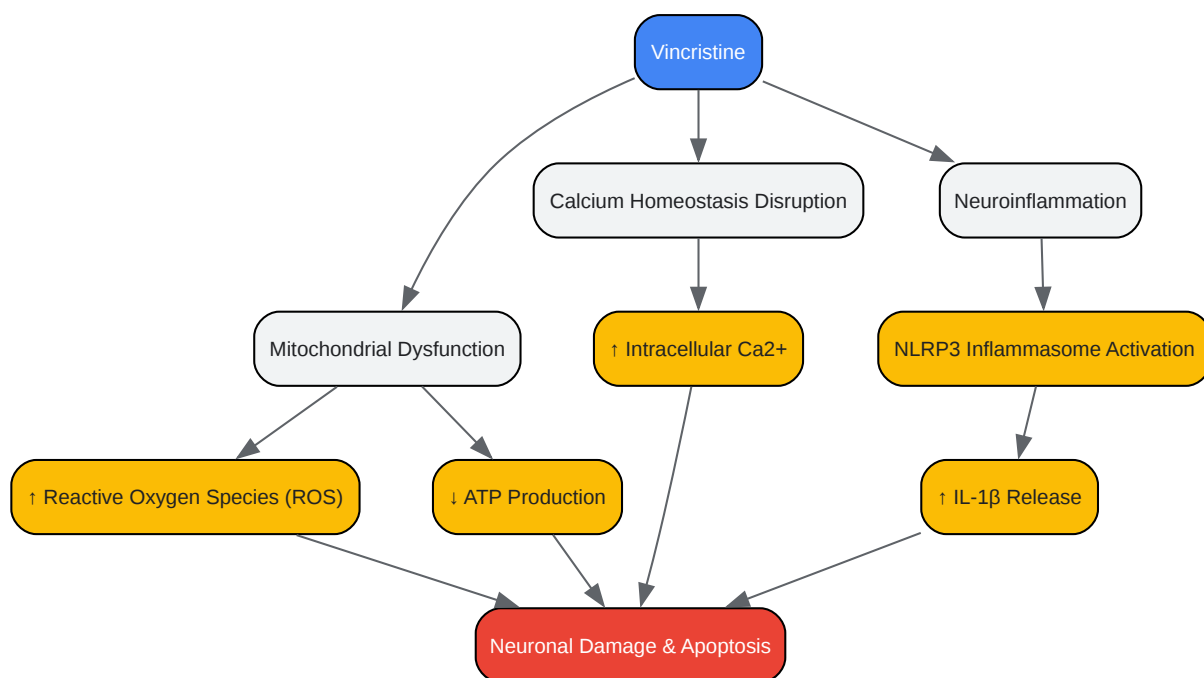 Vincristine
Calcium Homeostasis Disruption
Neuroinflammation
Mitochondrial Dysfunction
↑ Intracellular Ca2+
NLRP3 Inflammasome Activation
↑ Reactive Oxygen Species (ROS)
↓ ATP Production
↑ IL-1β Release
Neuronal Damage & Apoptosis